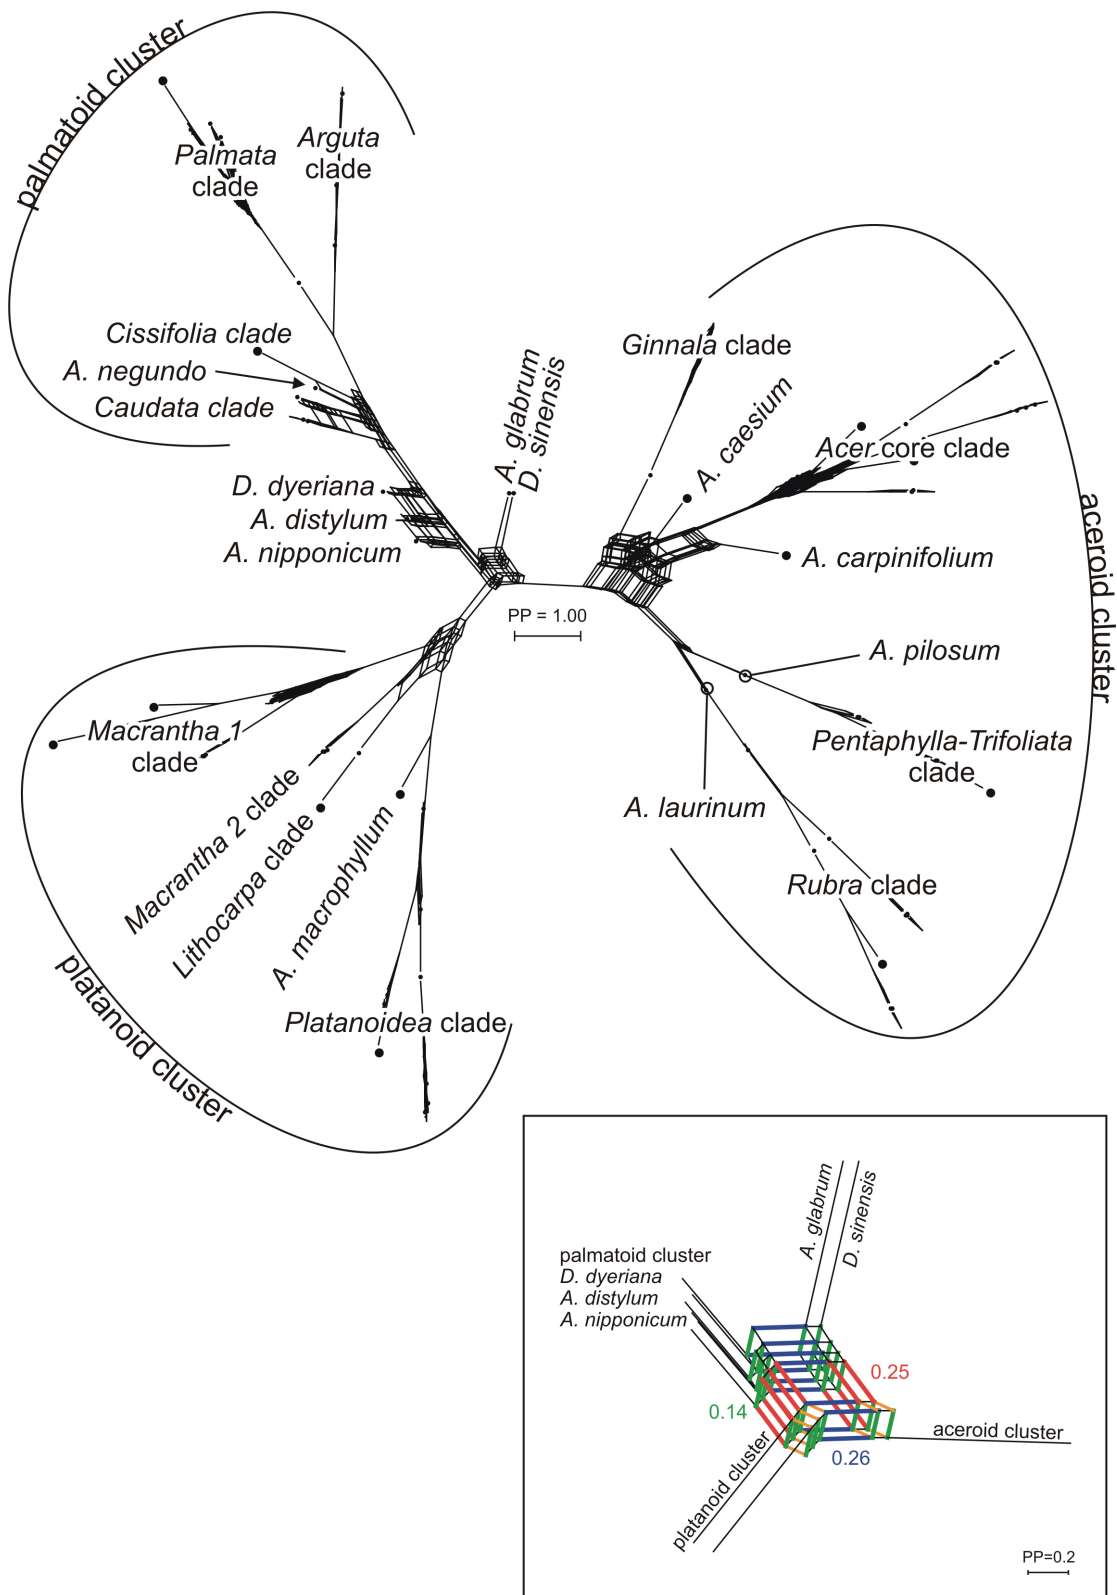 palmatoid cluster
Palmata
clade
Arguta
clade
Cissifolia clade
A. negundo
Caudata clade
D. dyeriana
A. distylum
A. nipponicum
A. glabrum
D. sinensis
PP = 1.00
Ginnala clade
A. caesium
Acer core clade
A. carpinifolium
aceroid cluster
A. pilosum
Pentaphylla-Trifoliata
clade
A. laurinum
Rubra clade
Macrantha 1
clade
Macrantha 2 clade
Lithocarpa clade
A. macrophyllum
Platanoidea clade
platanoid cluster
A. glabrum
D. sinensis
palmatoid cluster
D. dyeriana
A. distylum
A. nipponicum
0.25
0.14
0.26
aceroid cluster
platanoid cluster
PP=0.2